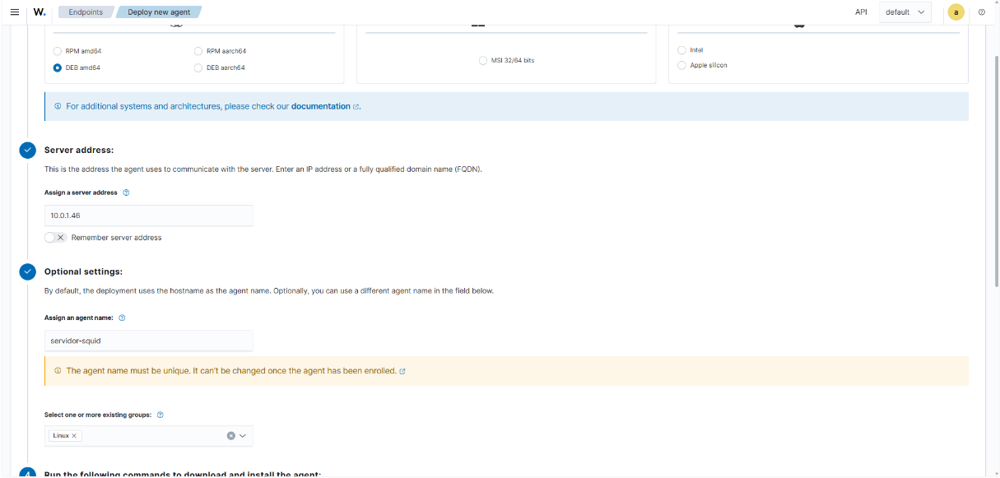 W. Endpoints Deploy new agent API default a
RPM amd64 RPM aarch64 MSI 32/64 bits Intel
DEB amd64 DEB aarch64 Apple silicon
For additional systems and architectures, please check our documentation.
Server address:
This is the address the agent uses to communicate with the server. Enter an IP address or a fully qualified domain name (FQDN).
Assign a server address
10.0.1.46
Remember server address
Optional settings:
By default, the deployment uses the hostname as the agent name. Optionally, you can use a different agent name in the field below.
Assign an agent name:
servidor-squid
The agent name must be unique. It can't be changed once the agent has been enrolled.
Select one or more existing groups:
Linux
4 Run the following commands to download and install the agent: